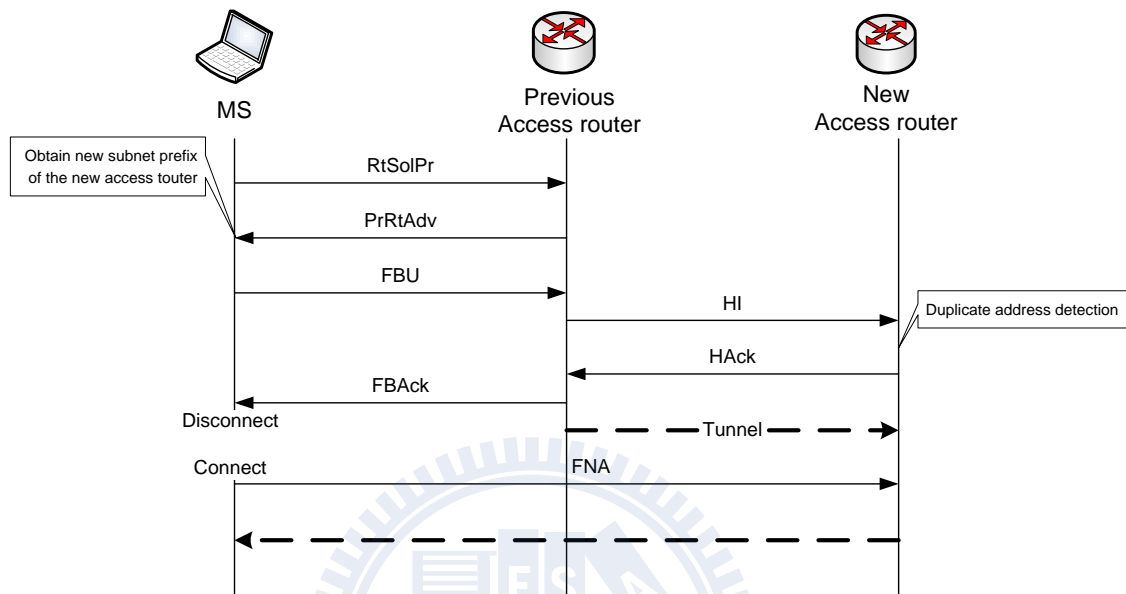 MS
Previous
Access router
New
Access router
Obtain new subnet prefix
of the new access touter
RtSolPr
PrRtAdv
FBU
HI
Duplicate address detection
HAck
FBAck
Disconnect
Tunnel
Connect
FNA
E S A